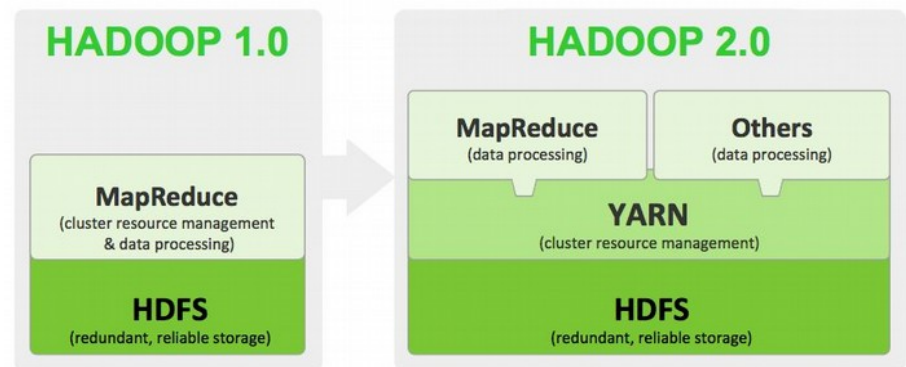 HADOOP 1.0
MapReduce
(cluster resource management
& data processing)
HDFS
(redundant, reliable storage)
HADOOP 2.0
MapReduce
(data processing)
Others
(data processing)
YARN
(cluster resource management)
HDFS
(redundant, reliable storage)